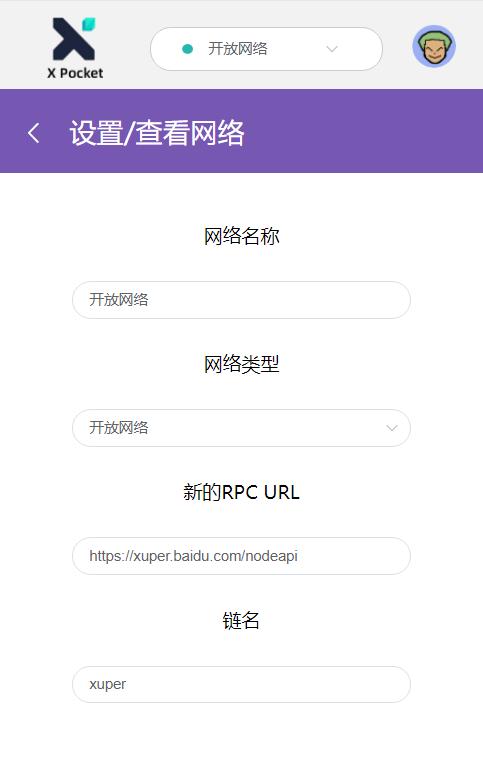 X Pocket
开放网络
设置/查看网络
网络名称
开放网络
网络类型
开放网络
新的RPC URL
https://xuper.baidu.com/nodeapi
链名
xuper